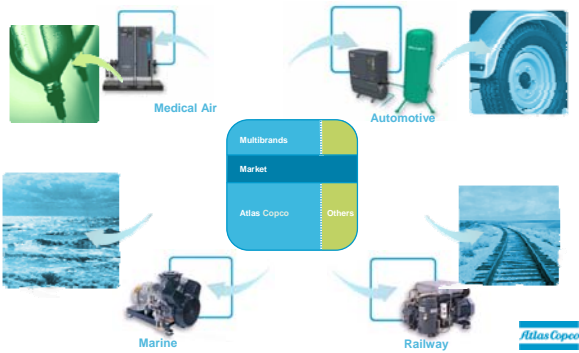 Medical Air
Automotive
Multibrands
Market
Atlas Copco
Others
Marine
Railway
Atlas Copco